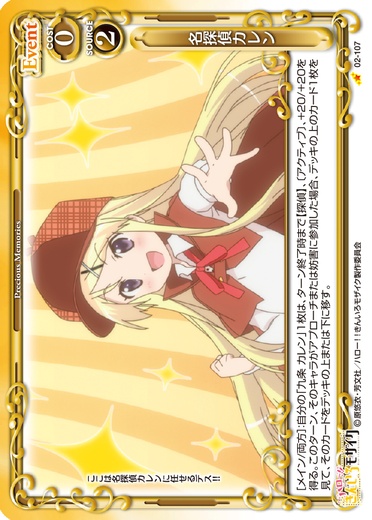 Event
COST
0
SOURCE
2
名探偵カレン
02-107
Precious Memories
ここは名探偵カレンに任せるデス!!
[メイン/両方]:自分の「九条 カレン」1枚は、ターン終了時まで【探偵】、〔アクティブ〕、+20/+20を
得る。このターン、そのキャラがアプローチまたは妨害に参加した場合、デッキの上のカード1枚を
見て、そのカードをデッキの上または下に移す。
ハロー!!
きんいろモザイク
©原悠衣・芳文社/ハロー!!きんいろモザイク製作委員会